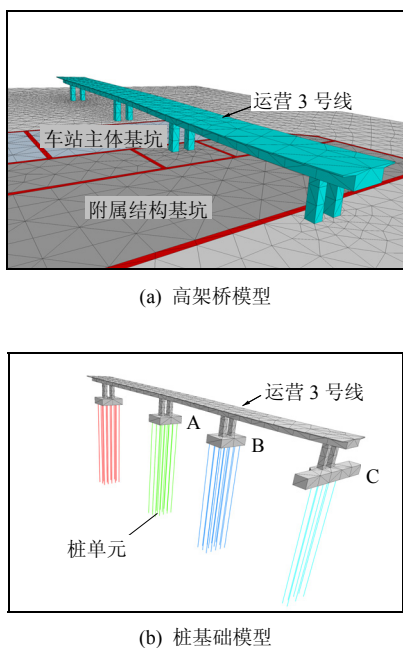 运营 3 号线
车站主体基坑
附属结构基坑
(a) 高架桥模型
运营 3 号线
A
B
C
桩单元
(b) 桩基础模型